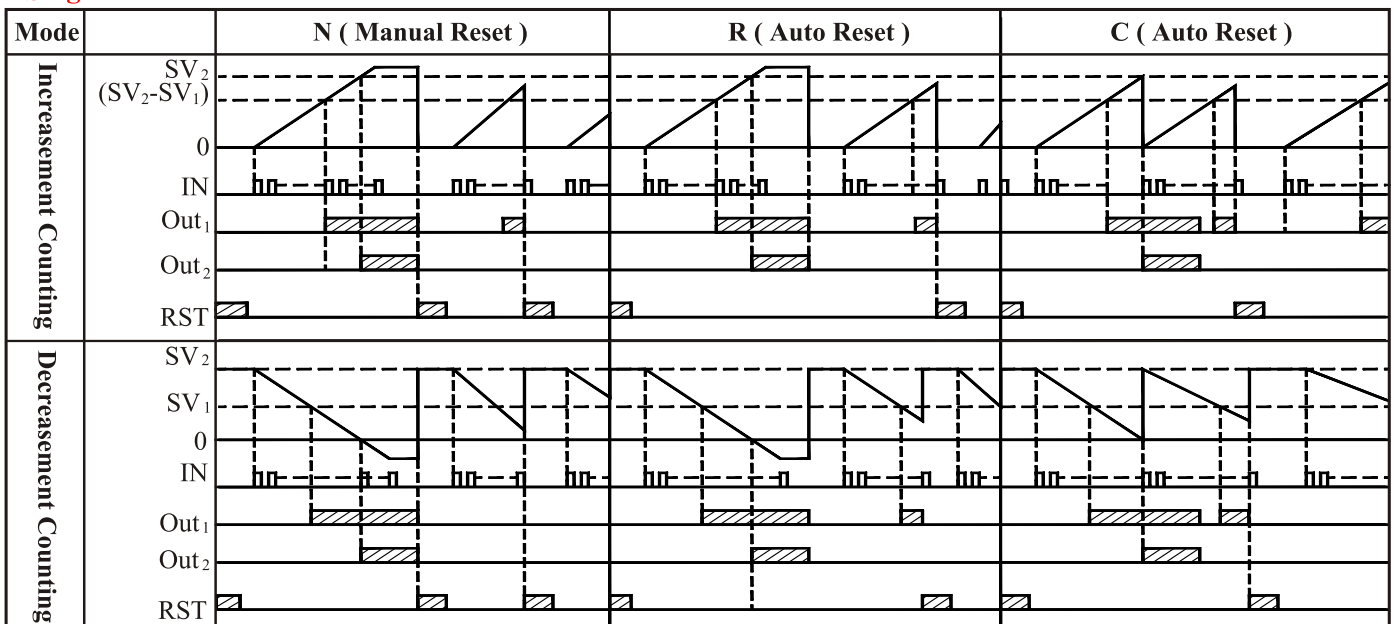 Mode N ( Manual Reset ) R ( Auto Reset ) C ( Auto Reset )
Increasement Counting
SV₂
(SV₂-SV₁)
0
IN
Out₁
Out₂
RST
Decreasement Counting
SV₂
SV₁
0
IN
Out₁
Out₂
RST